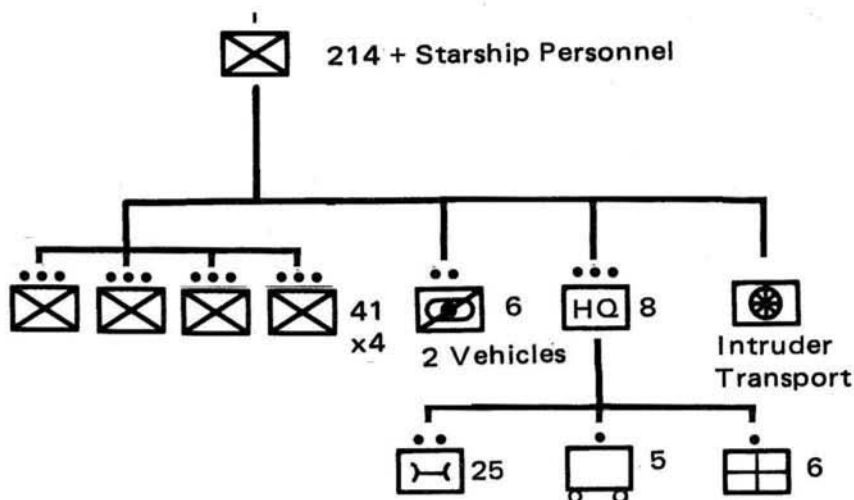 214 + Starship Personnel
41
x4
6
2 Vehicles
HQ
8
Intruder
Transport
25
5
6